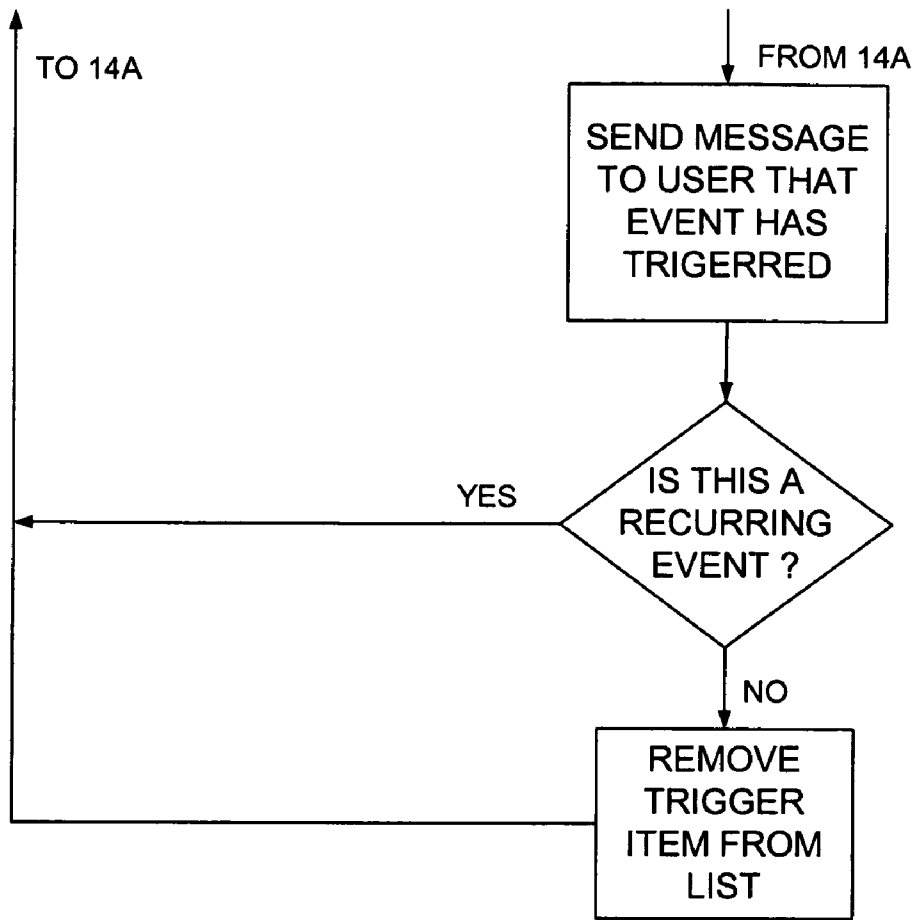 TO 14A
FROM 14A
SEND MESSAGE
TO USER THAT
EVENT HAS
TRIGERRED
IS THIS A
RECURRING
EVENT ?
YES
NO
REMOVE
TRIGGER
ITEM FROM
LIST